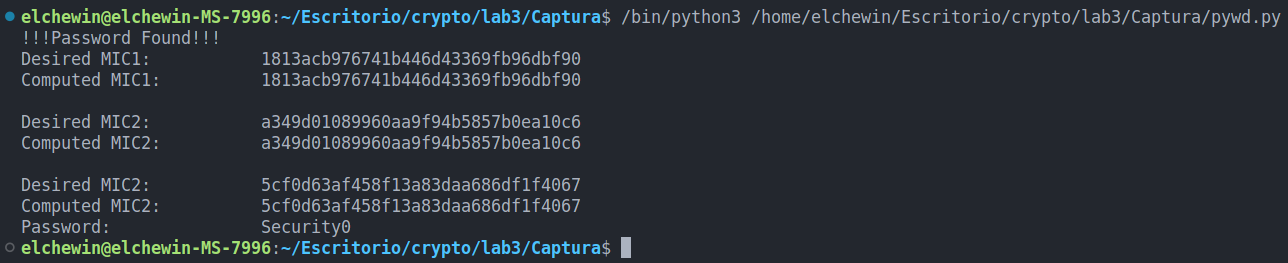 elchewin@elchewin-MS-7996:~/Escritorio/crypto/lab3/Captura$ /bin/python3 /home/elchewin/Escritorio/crypto/lab3/Captura/pywd.py
!!!Password Found!!!
Desired MIC1: 1813acb976741b446d43369fb96dbf90
Computed MIC1: 1813acb976741b446d43369fb96dbf90
Desired MIC2: a349d01089960aa9f94b5857b0ea10c6
Computed MIC2: a349d01089960aa9f94b5857b0ea10c6
Desired MIC2: 5cf0d63af458f13a83daa686df1f4067
Computed MIC2: 5cf0d63af458f13a83daa686df1f4067
Password: Security0
elchewin@elchewin-MS-7996:~/Escritorio/crypto/lab3/Captura$